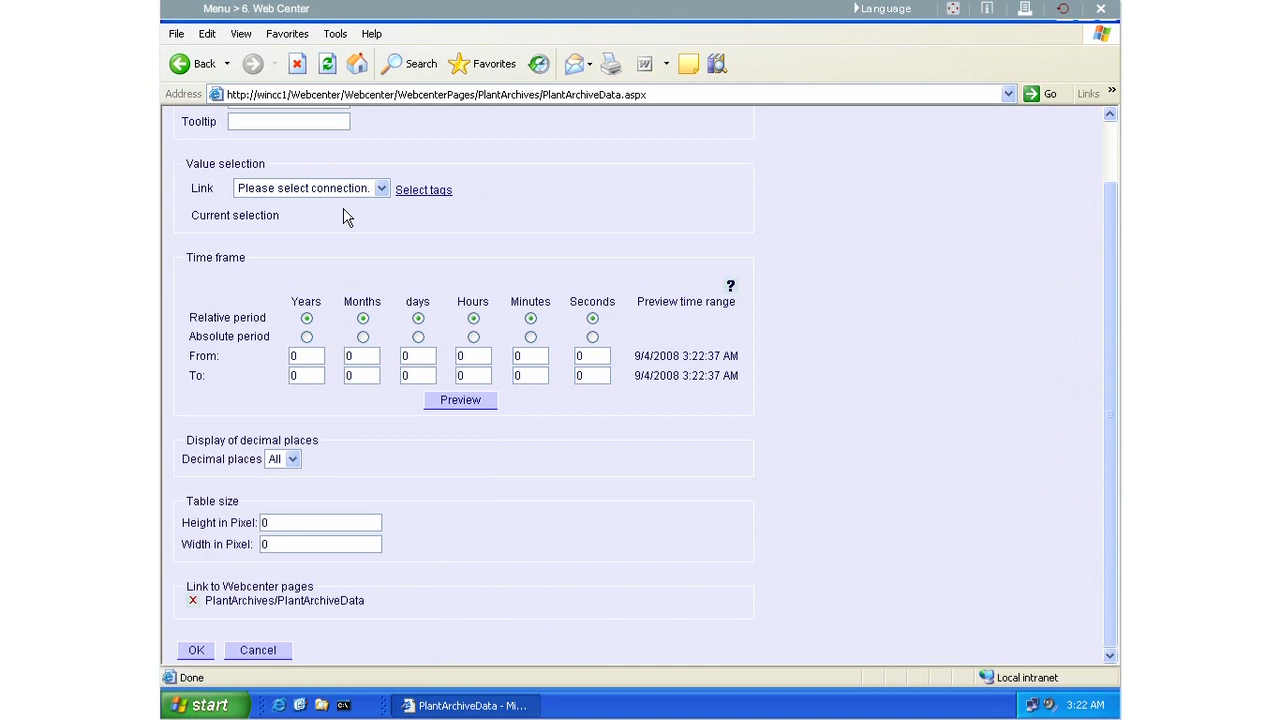 Menu > 6. Web Center
Language
File Edit View Favorites Tools Help
Back Search Favorites
Address http://wincc1/Webcenter/Webcenter/WebcenterPages/PlantArchives/PlantArchiveData.aspx Go Links »
Tooltip
Value selection
Link Please select connection. Select tags
Current selection
Time frame
?
Years Months days Hours Minutes Seconds Preview time range
Relative period
Absolute period
From: 0 0 0 0 0 0 9/4/2008 3:22:37 AM
To: 0 0 0 0 0 0 9/4/2008 3:22:37 AM
Preview
Display of decimal places
Decimal places All
Table size
Height in Pixel: 0
Width in Pixel: 0
Link to Webcenter pages
PlantArchives/PlantArchiveData
OK Cancel
Done Local intranet
start PlantArchiveData - Mi... 3:22 AM